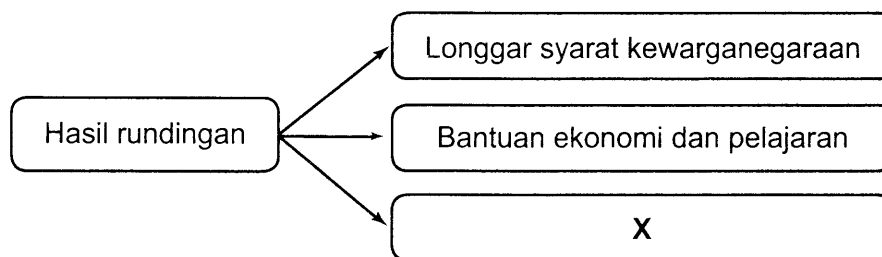 Longgar syarat kewarganegaraan
Hasil rundingan
Bantuan ekonomi dan pelajaran
X